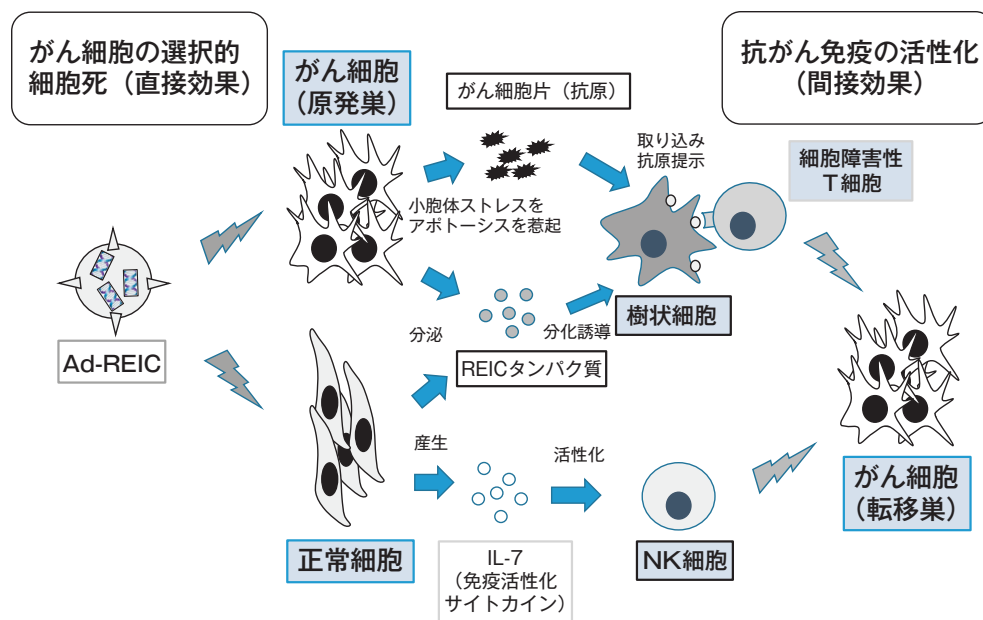 がん細胞の選択的
細胞死（直接効果）
がん細胞
（原発巣）
がん細胞片（抗原）
抗がん免疫の活性化
（間接効果）
取り込み
抗原提示
細胞障害性
T細胞
小胞体ストレスを
アポトーシスを惹起
樹状細胞
分泌
分化誘導
Ad-REIC
REICタンパク質
産生
活性化
がん細胞
（転移巣）
正常細胞
IL-7
（免疫活性化
サイトカイン）
NK細胞